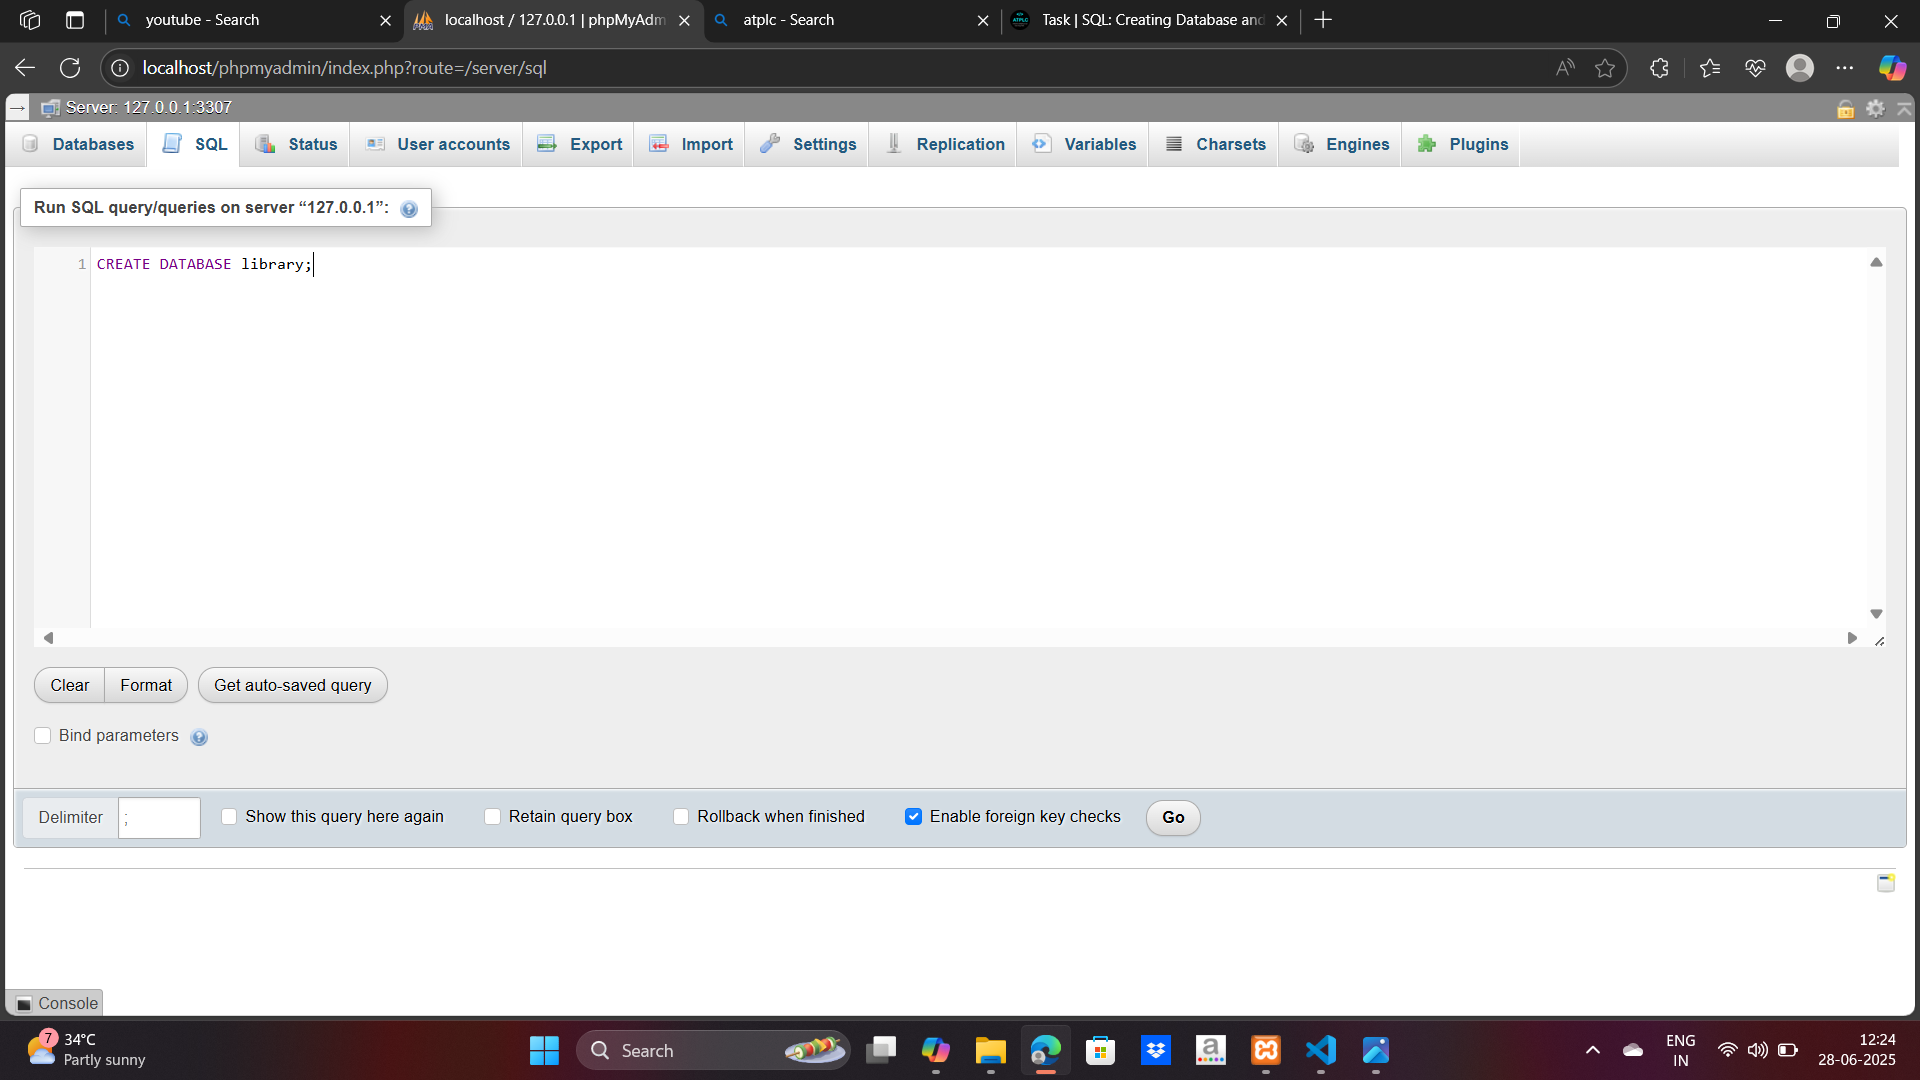 youtube - Search
localhost / 127.0.0.1 | phpMyAdm
atplc - Search
Task | SQL: Creating Database and
localhost/phpmyadmin/index.php?route=/server/sql
Server: 127.0.0.1:3307
Databases
SQL
Status
User accounts
Export
Import
Settings
Replication
Variables
Charsets
Engines
Plugins
Run SQL query/queries on server “127.0.0.1”:
1 CREATE DATABASE library;
Clear
Format
Get auto-saved query
Bind parameters
Delimiter
;
Show this query here again
Retain query box
Rollback when finished
Enable foreign key checks
Go
Console
7
34°C
Partly sunny
Search
ENG
IN
12:24
28-06-2025